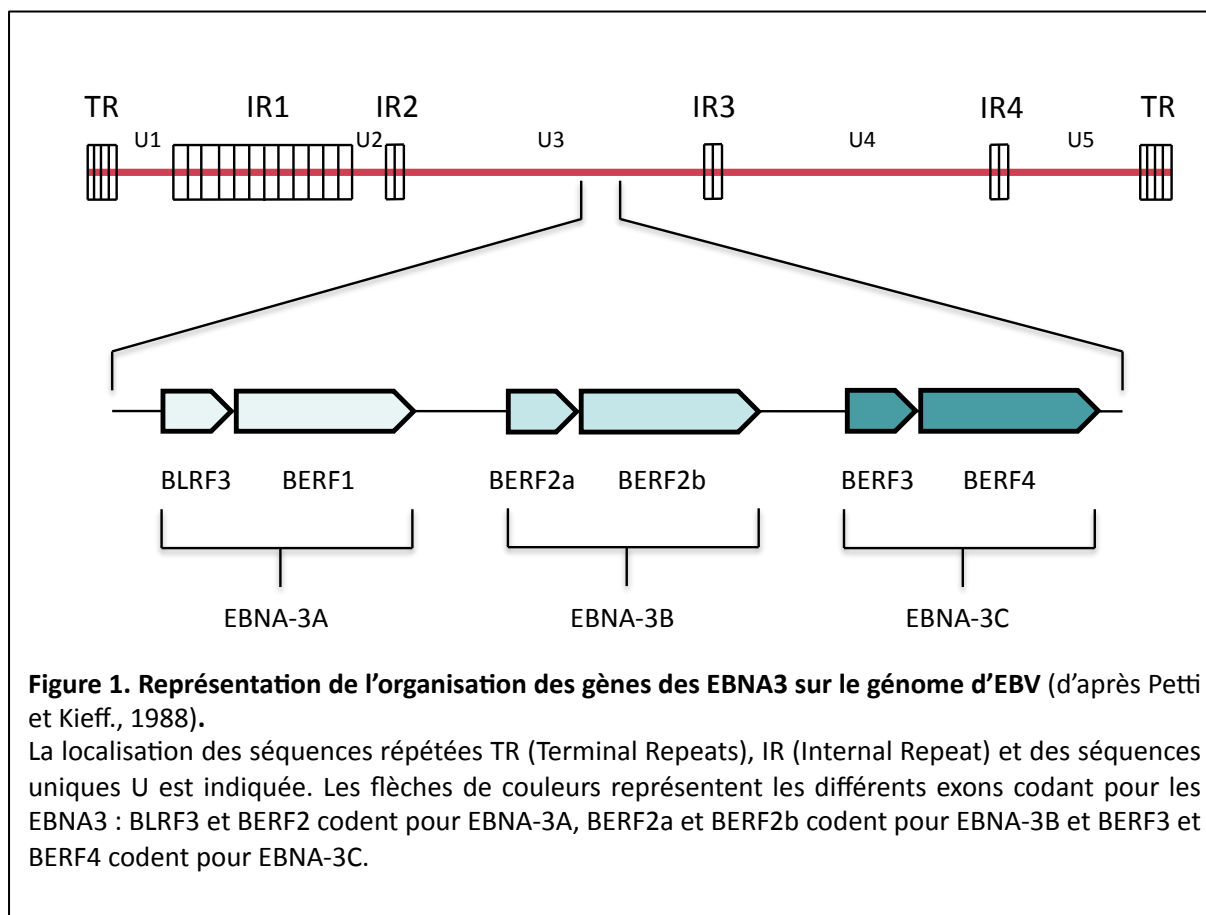 TR IR1 IR2 IR3 IR4 TR
U1 U2 U3 U4 U5
BLRF3 BERF1 BERF2a BERF2b BERF3 BERF4
EBNA-3A EBNA-3B EBNA-3C
Figure 1. Représentation de l’organisation des gènes des EBNA3 sur le génome d’EBV (d’après Petti
et Kieff., 1988).
La localisation des séquences répétées TR (Terminal Repeats), IR (Internal Repeat) et des séquences
uniques U est indiquée. Les flèches de couleurs représentent les différents exons codant pour les
EBNA3 : BLRF3 et BERF2 codent pour EBNA-3A, BERF2a et BERF2b codent pour EBNA-3B et BERF3 et
BERF4 codent pour EBNA-3C.